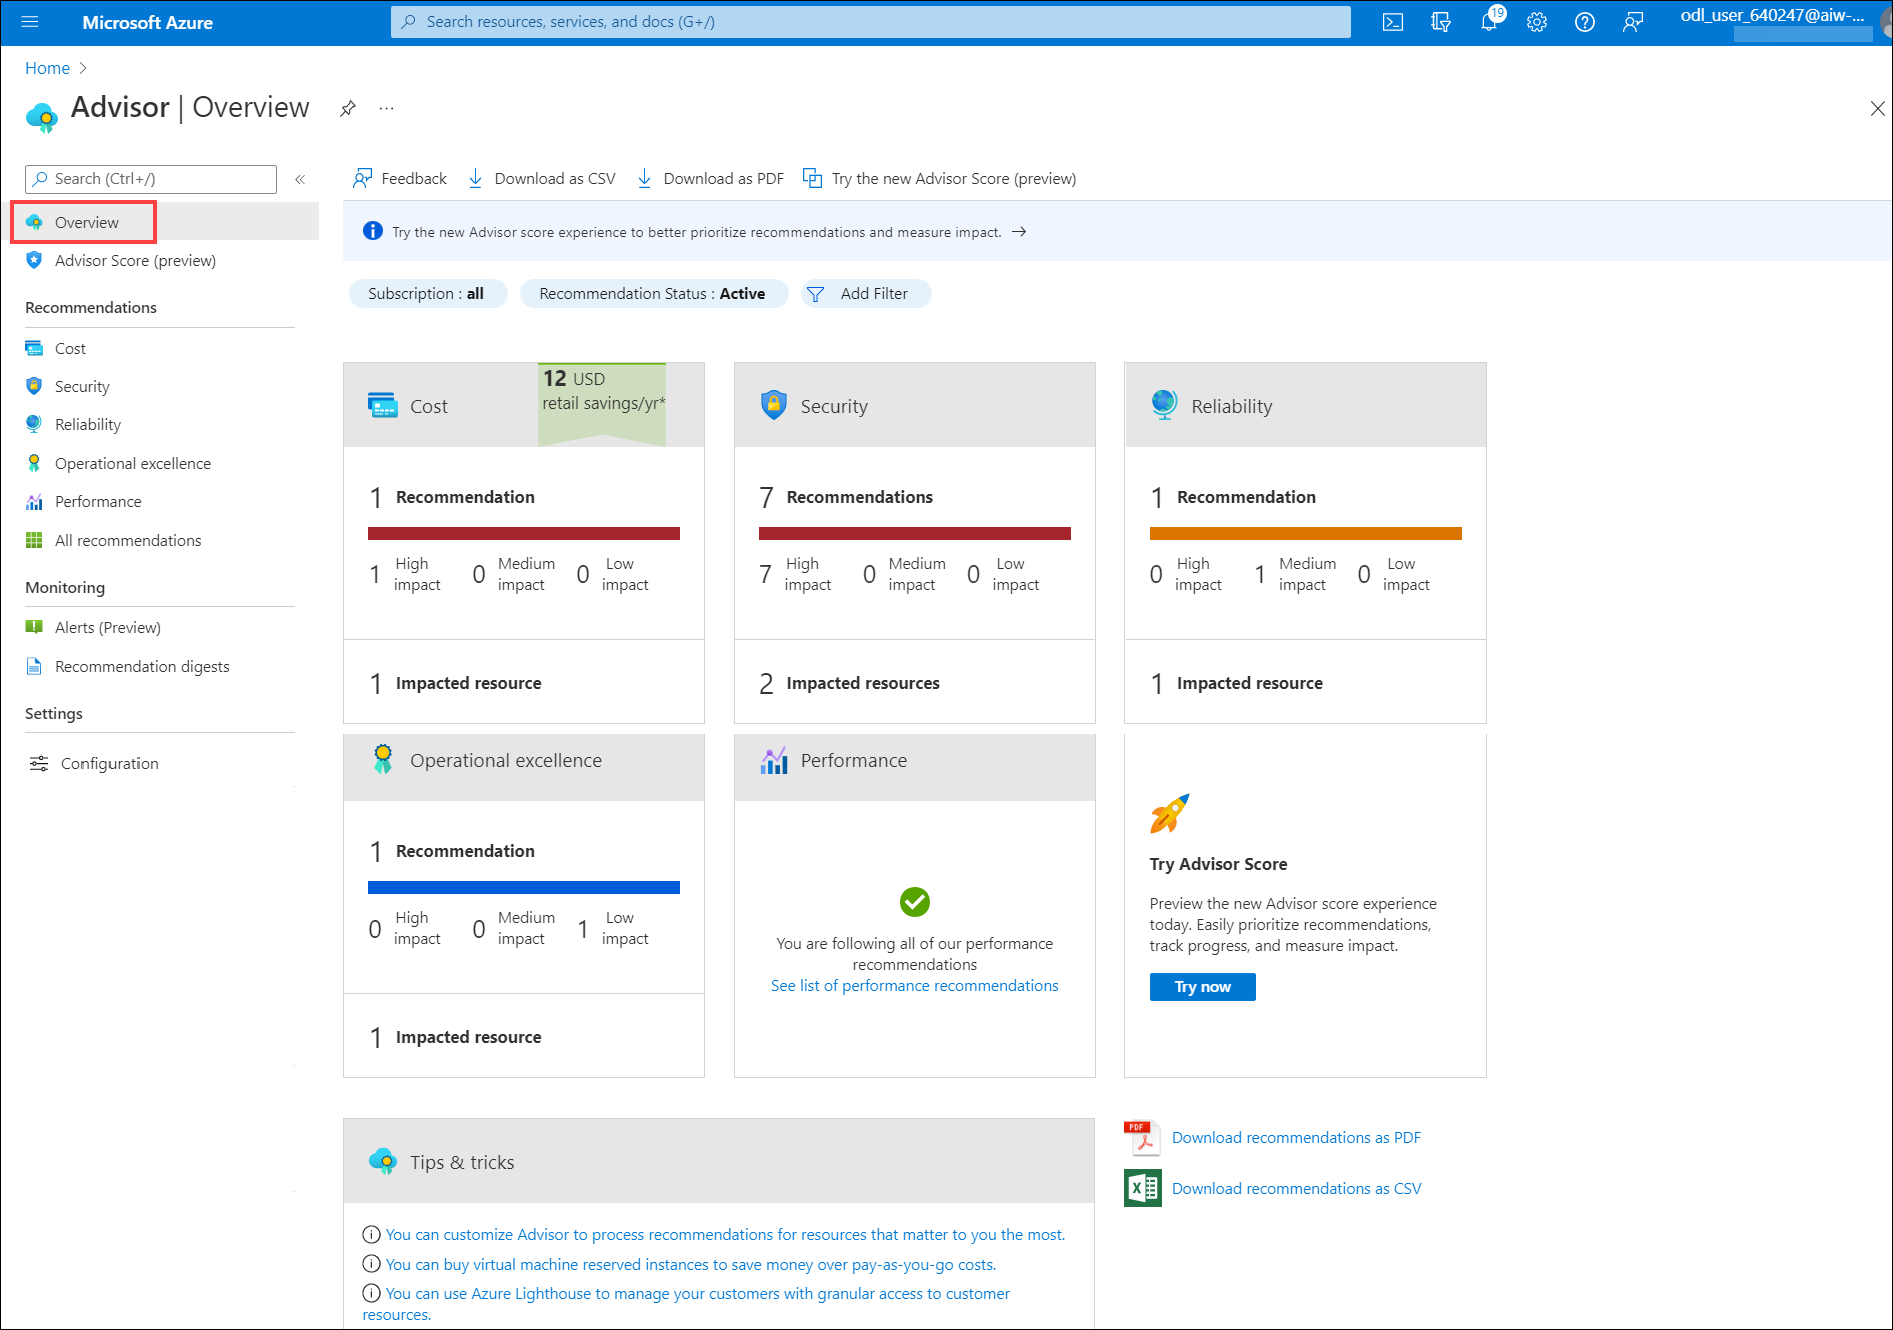 Microsoft Azure
Search resources, services, and docs (G+/)
19
odl_user_640247@aiw-...
Home
Advisor | Overview
...
Search (Ctrl+/)
«
Overview
Advisor Score (preview)
Recommendations
Cost
Security
Reliability
Operational excellence
Performance
All recommendations
Monitoring
Alerts (Preview)
Recommendation digests
Settings
Configuration
Feedback
Download as CSV
Download as PDF
Try the new Advisor Score (preview)
Try the new Advisor score experience to better prioritize recommendations and measure impact. →
Subscription : all
Recommendation Status : Active
Add Filter
Cost
12 USD
retail savings/yr*
1 Recommendation
1 High impact
0 Medium impact
0 Low impact
1 Impacted resource
Security
7 Recommendations
7 High impact
0 Medium impact
0 Low impact
2 Impacted resources
Reliability
1 Recommendation
0 High impact
1 Medium impact
0 Low impact
1 Impacted resource
Operational excellence
1 Recommendation
0 High impact
0 Medium impact
1 Low impact
1 Impacted resource
Performance
You are following all of our performance
recommendations
See list of performance recommendations
Try Advisor Score
Preview the new Advisor score experience
today. Easily prioritize recommendations,
track progress, and measure impact.
Try now
Tips & tricks
You can customize Advisor to process recommendations for resources that matter to you the most.
You can buy virtual machine reserved instances to save money over pay-as-you-go costs.
You can use Azure Lighthouse to manage your customers with granular access to customer
resources.
PDF
Download recommendations as PDF
X
Download recommendations as CSV